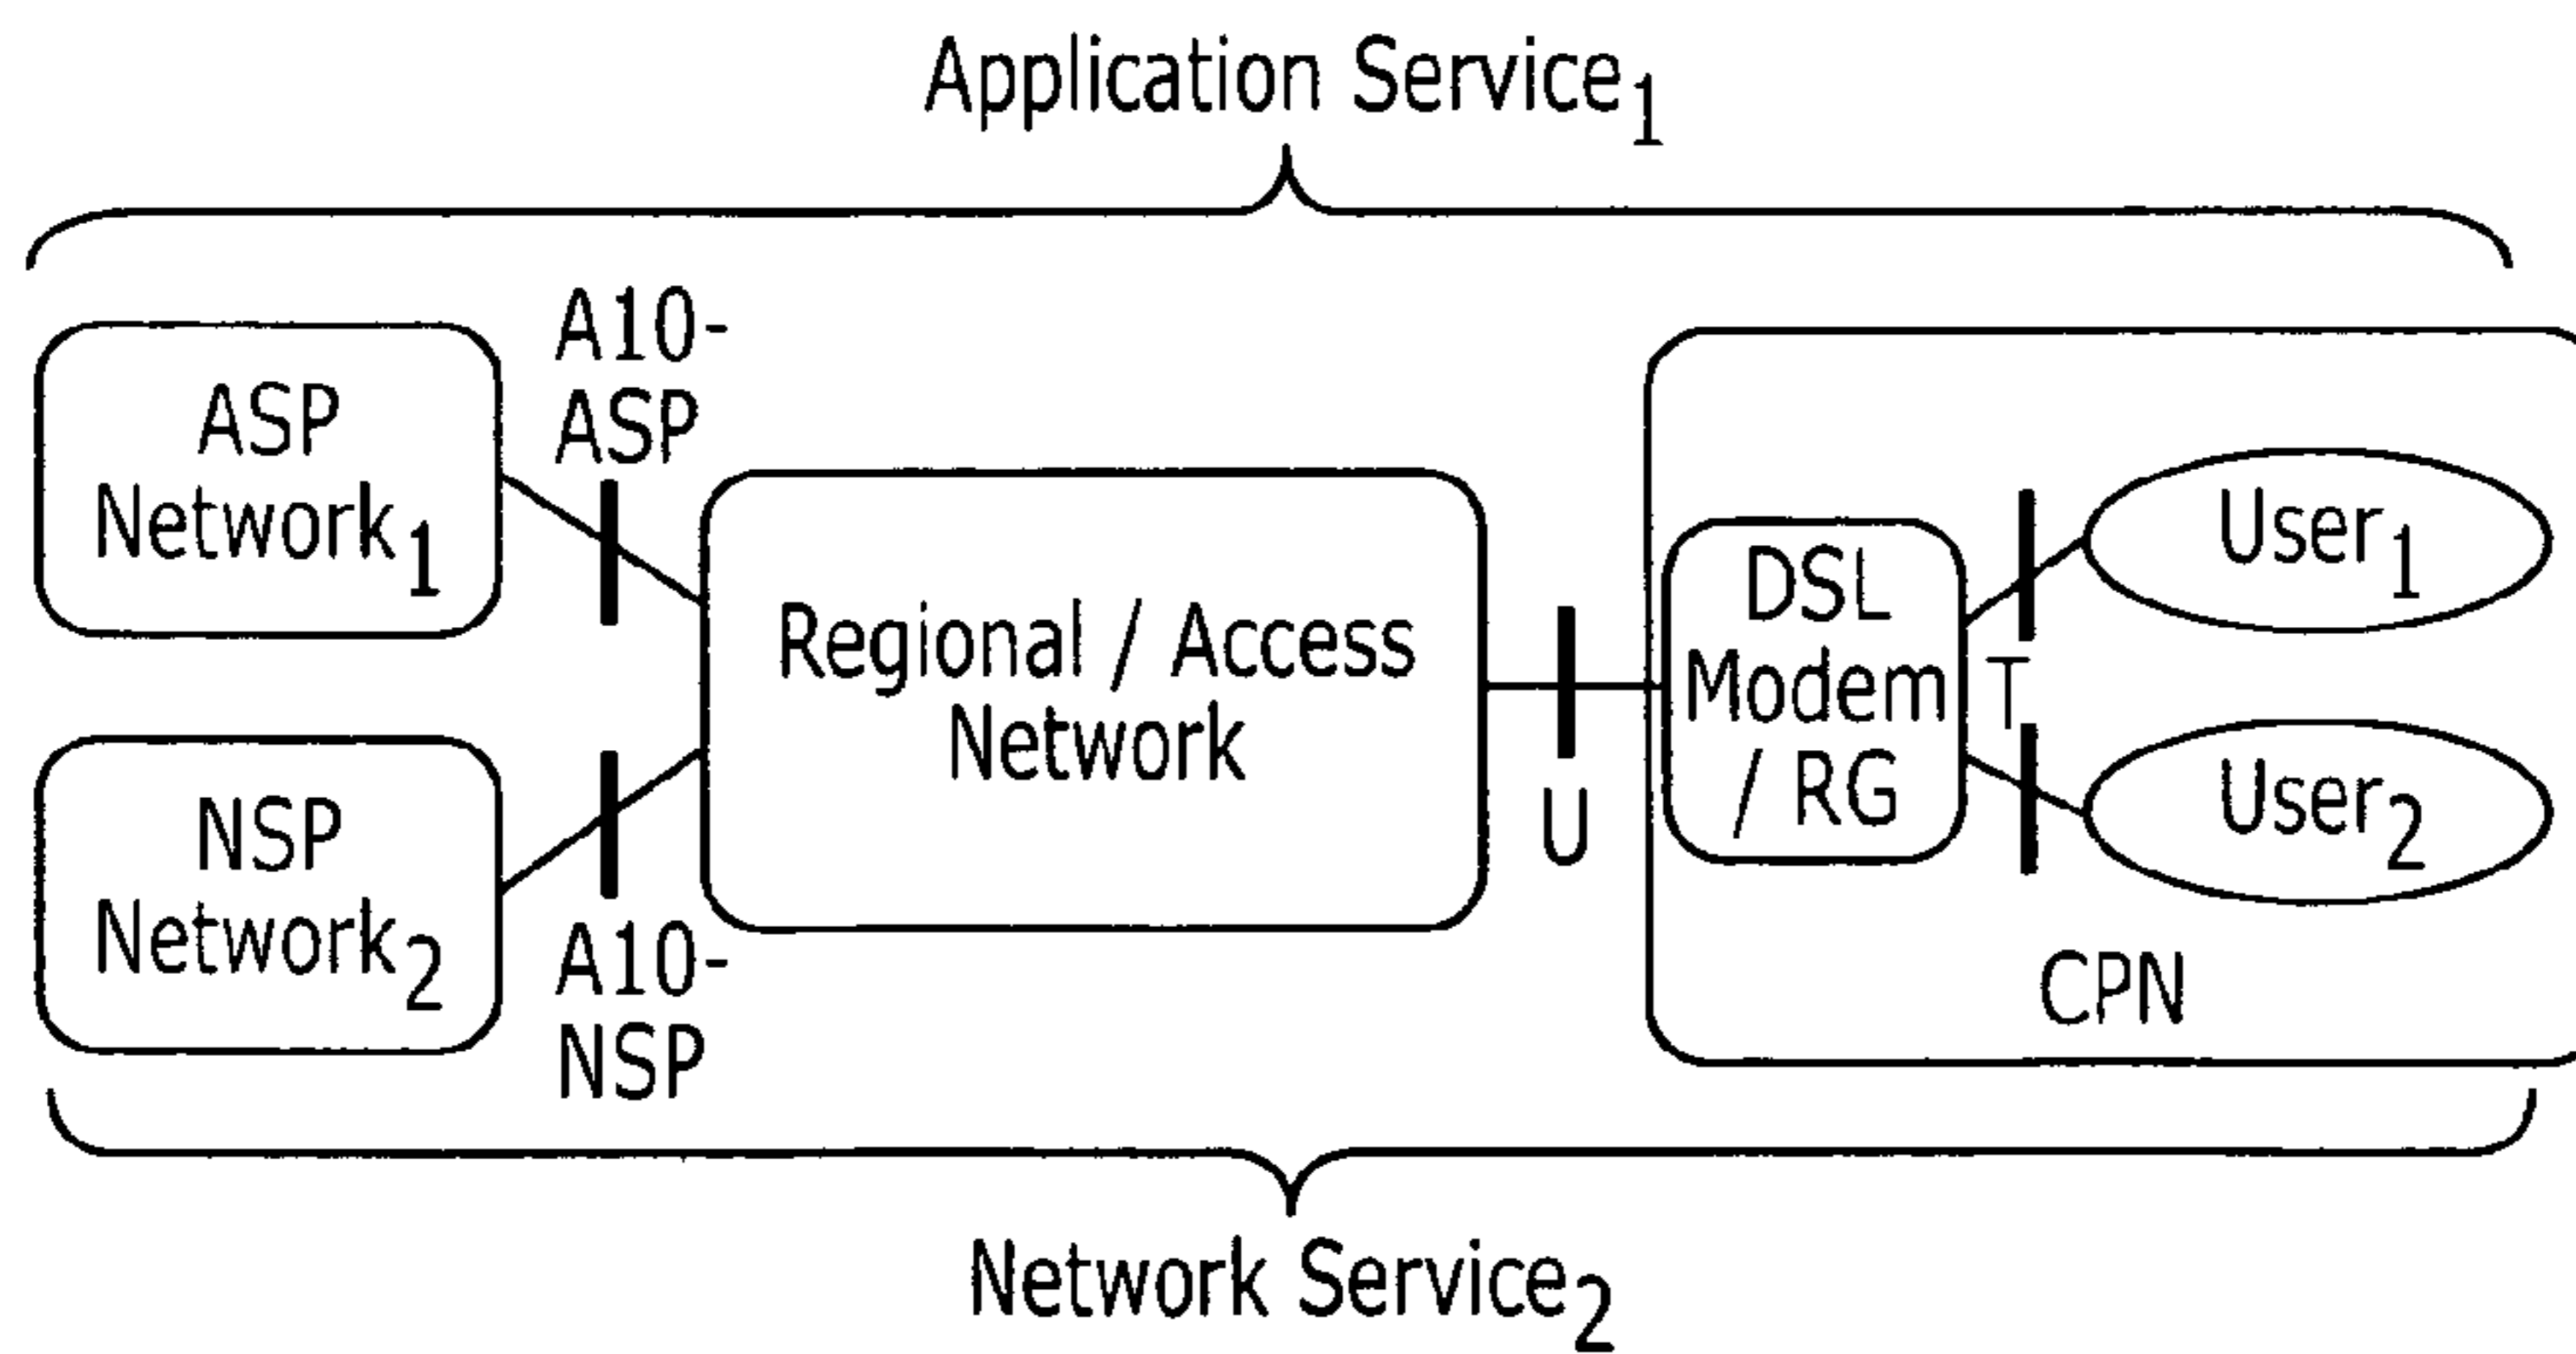 Application Service1
A10-
ASP
ASP
Network1
Regional / Access
Network
DSL
Modem
/ RG
User1
T
User2
U
NSP
Network2
A10-
NSP
CPN
Network Service2